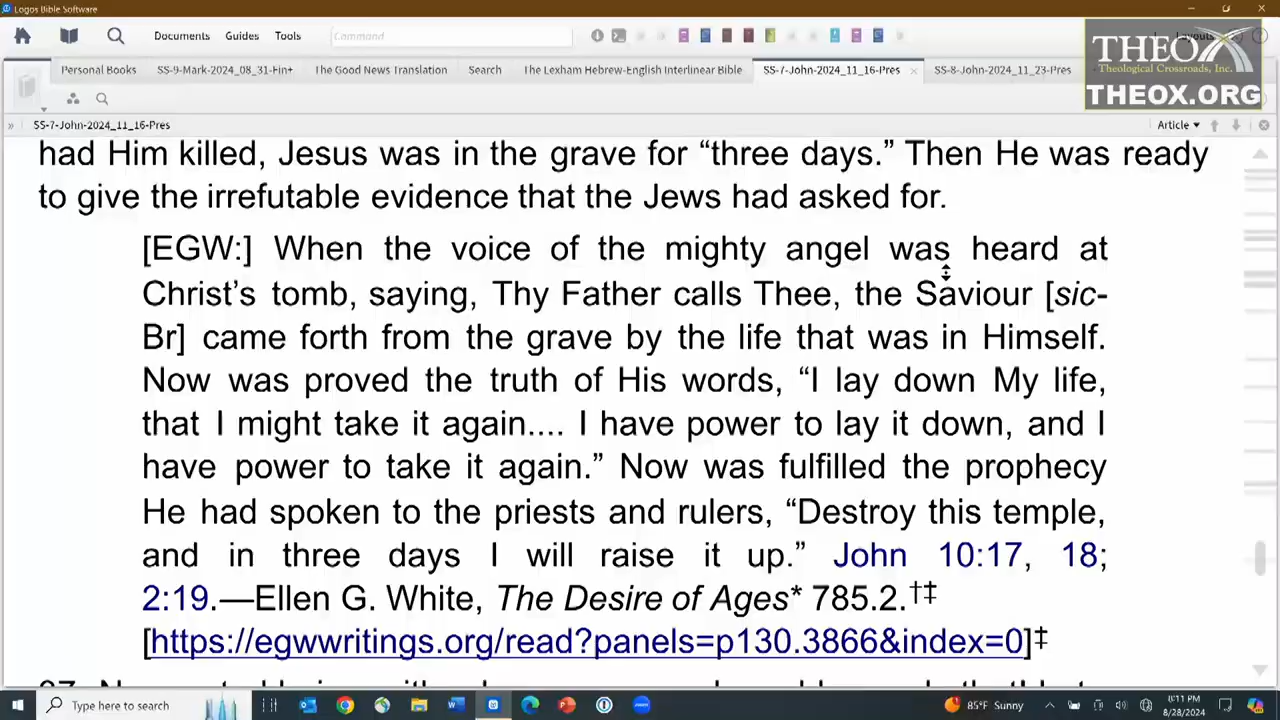 Logos Bible Software
Documents Guides Tools Command Layouts
THEOX
Theological Crossroads, Inc.
THEOX.ORG
Personal Books SS-9-Mark-2024_08_31-Fin+ The Good News Translation The Lexham Hebrew-English Interlinear Bible SS-7-John-2024_11_16-Pres SS-8-John-2024_11_23-Pres
SS-7-John-2024_11_16-Pres Article
had Him killed, Jesus was in the grave for “three days.” Then He was ready
to give the irrefutable evidence that the Jews had asked for.
[EGW:] When the voice of the mighty angel was heard at
Christ’s tomb, saying, Thy Father calls Thee, the Saviour [sic-
Br] came forth from the grave by the life that was in Himself.
Now was proved the truth of His words, “I lay down My life,
that I might take it again.... I have power to lay it down, and I
have power to take it again.” Now was fulfilled the prophecy
He had spoken to the priests and rulers, “Destroy this temple,
and in three days I will raise it up.” John 10:17, 18;
2:19.—Ellen G. White, The Desire of Ages* 785.2.†‡
[https://egwwritings.org/read?panels=p130.3866&index=0]‡
Type here to search 85°F Sunny 8:11 PM
8/28/2024